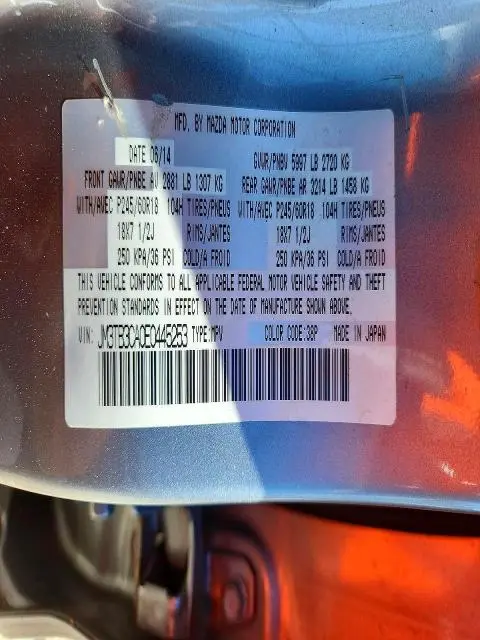 MFD. BY MAZDA MOTOR CORPORATION
DATE 06/14 GVWR/PNBV 5997 LB 2720 KG
FRONT GAWR/PNBE AV 2881 LB 1307 KG REAR GAWR/PNBE AR 3214 LB 1458 KG
WITH/AVEC P245/60R18 104H TIRES/PNEUS WITH/AVEC P245/60R18 104H TIRES/PNEUS
18X7 1/2J RIMS/JANTES 18X7 1/2J RIMS/JANTES
250 KPA/36 PSI COLD/A FROID 250 KPA/36 PSI COLD/A FROID
THIS VEHICLE CONFORMS TO ALL APPLICABLE FEDERAL MOTOR VEHICLE SAFETY AND THEFT
PREVENTION STANDARDS IN EFFECT ON THE DATE OF MANUFACTURE SHOWN ABOVE.
VIN: JM3TB3CA0E0445253 TYPE:MPV COLOR CODE:38P MADE IN JAPAN